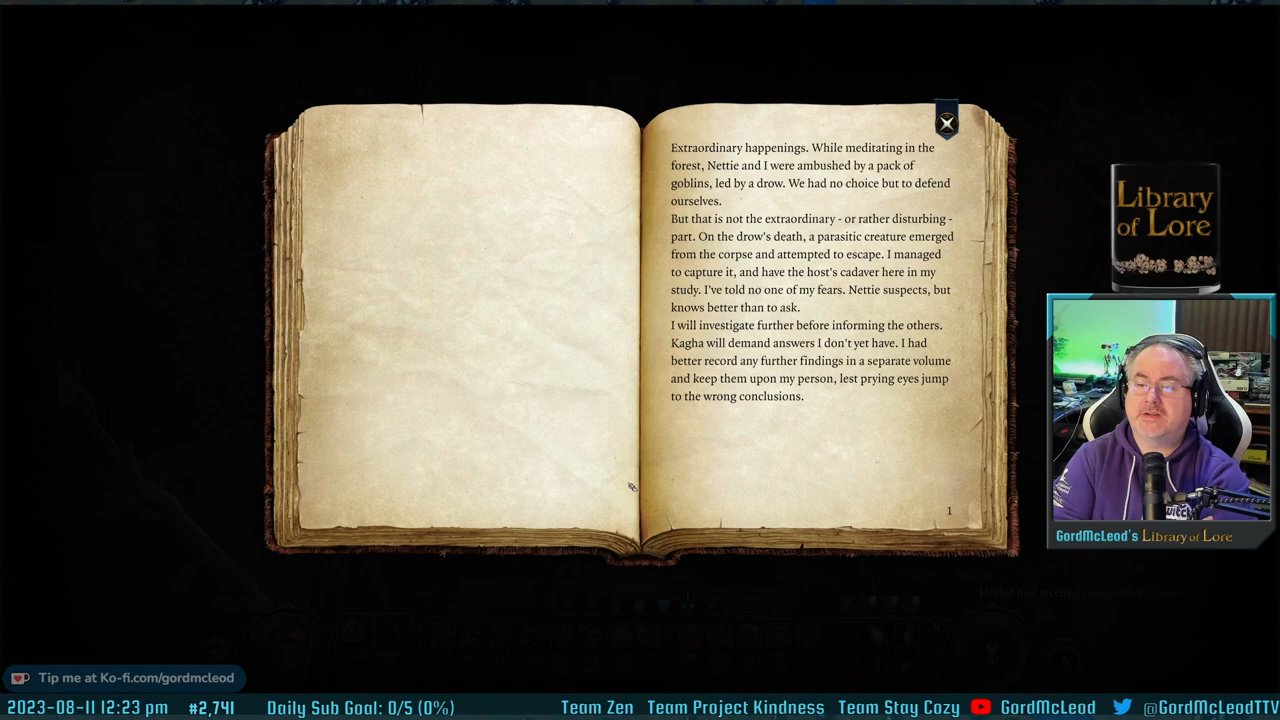 Extraordinary happenings. While meditating in the
forest, Nettie and I were ambushed by a pack of
goblins, led by a drow. We had no choice but to defend
ourselves.
But that is not the extraordinary - or rather disturbing -
part. On the drow's death, a parasitic creature emerged
from the corpse and attempted to escape. I managed
to capture it, and have the host's cadaver here in my
study. I've told no one of my fears. Nettie suspects, but
knows better than to ask.
I will investigate further before informing the others.
Kagha will demand answers I don't yet have. I had
better record any further findings in a separate volume
and keep them upon my person, lest prying eyes jump
to the wrong conclusions.
1
Library
of Lore
GordMcLeod's Library of Lore
Tip me at Ko-fi.com/gordmcleod
2023-08-11 12:23 pm #2,741 Daily Sub Goal: 0/5 (0%) Team Zen Team Project Kindness Team Stay Cozy GordMcLeod @GordMcLeodTTV